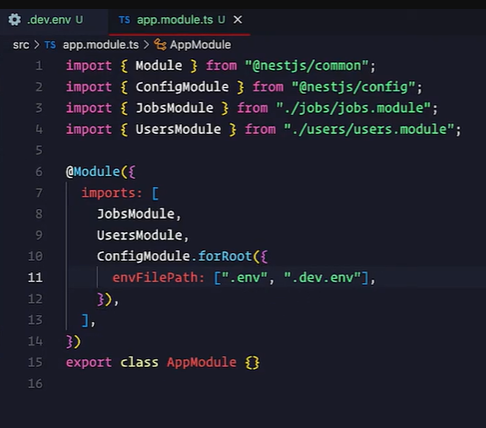 .dev.env U TS app.module.ts U ×
src > TS app.module.ts > AppModule
1 import { Module } from "@nestjs/common";
2 import { ConfigModule } from "@nestjs/config";
3 import { JobsModule } from "./jobs/jobs.module";
4 import { UsersModule } from "./users/users.module";
5
6 @Module({
7 imports: [
8 JobsModule,
9 UsersModule,
10 ConfigModule.forRoot({
11 envFilePath: [".env", ".dev.env"],
12 }),
13 ],
14 })
15 export class AppModule {}
16